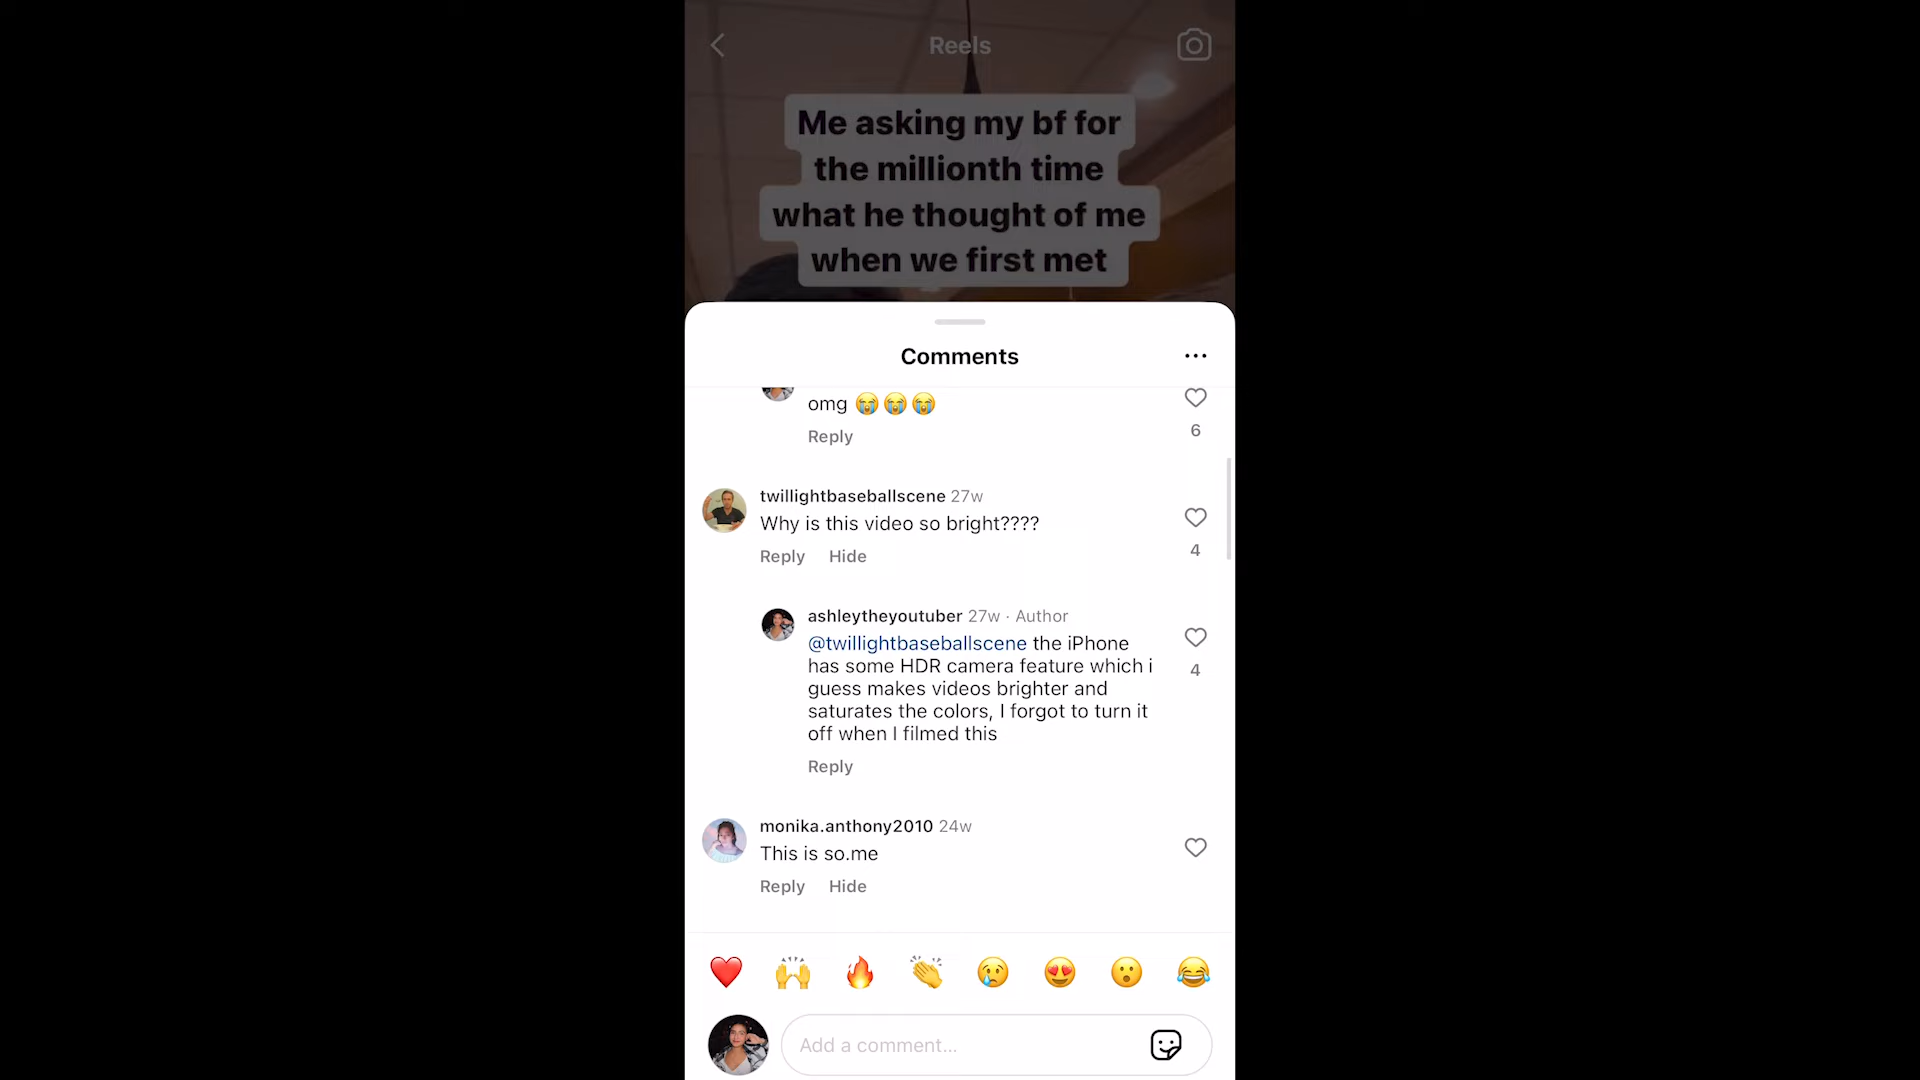 Reels
Me asking my bf for
the millionth time
what he thought of me
when we first met
Comments
omg 😭😭😭
6
Reply
twillightbaseballscene 27w
Why is this video so bright????
4
Reply Hide
ashleytheyoutuber 27w · Author
@twillightbaseballscene the iPhone
has some HDR camera feature which i
guess makes videos brighter and
saturates the colors, I forgot to turn it
off when I filmed this
4
Reply
monika.anthony2010 24w
This is so.me
Reply Hide
❤️ 🙌 🔥 👏 😢 😍 😮 😂
Add a comment...